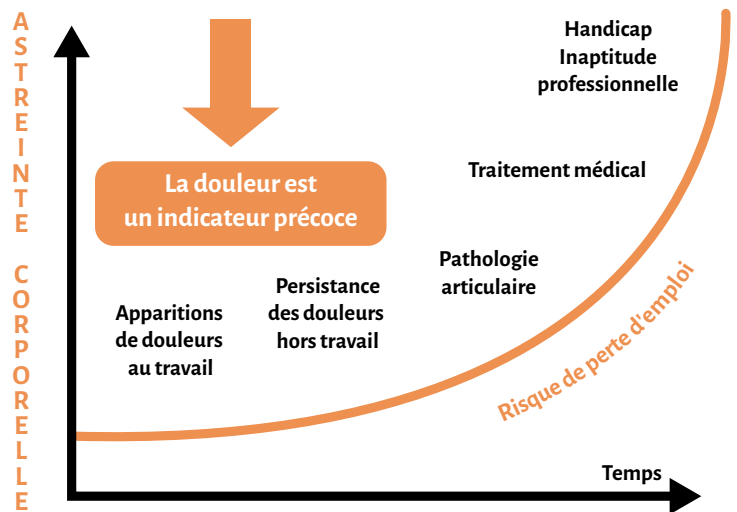 ASTREINTE CORPORELLE
Handicap
Inaptitude
professionnelle
La douleur est
un indicateur précoce
Traitement médical
Pathologie
articulaire
Persistance
des douleurs
hors travail
Apparitions
de douleurs
au travail
Risque de perte d'emploi
Temps